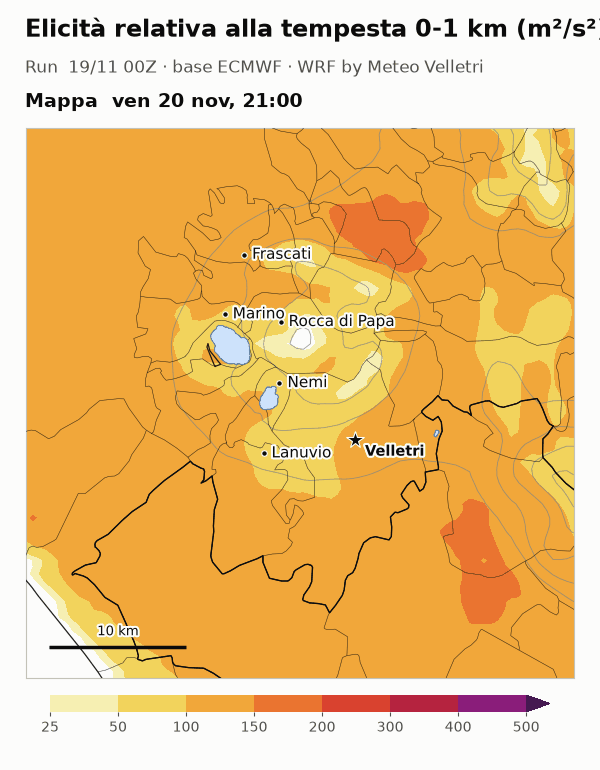 Elicità relativa alla tempesta 0-1 km (m²/s²)
Run  19/11 00Z · base ECMWF · WRF by Meteo Velletri
Mappa  ven 20 nov, 21:00
Frascati
Marino
Rocca di Papa
Nemi
Velletri
Lanuvio
10 km
25 50 100 150 200 300 400 500